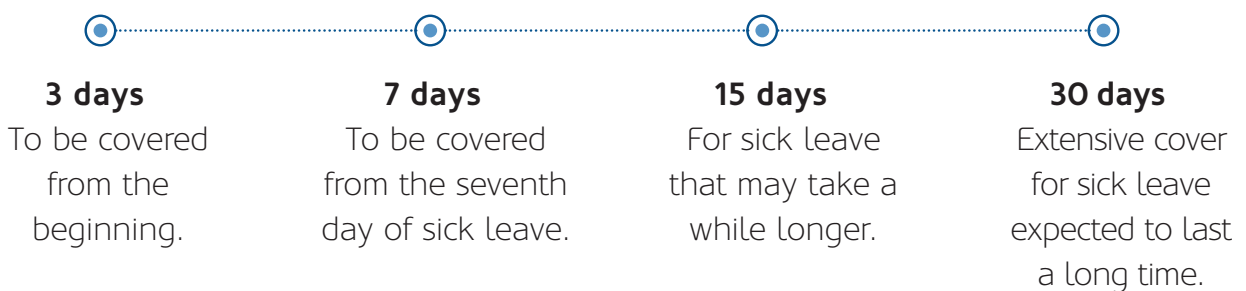 3 days
To be covered
from the
beginning.
7 days
To be covered
from the seventh
day of sick leave.
15 days
For sick leave
that may take a
while longer.
30 days
Extensive cover
for sick leave
expected to last
a long time.